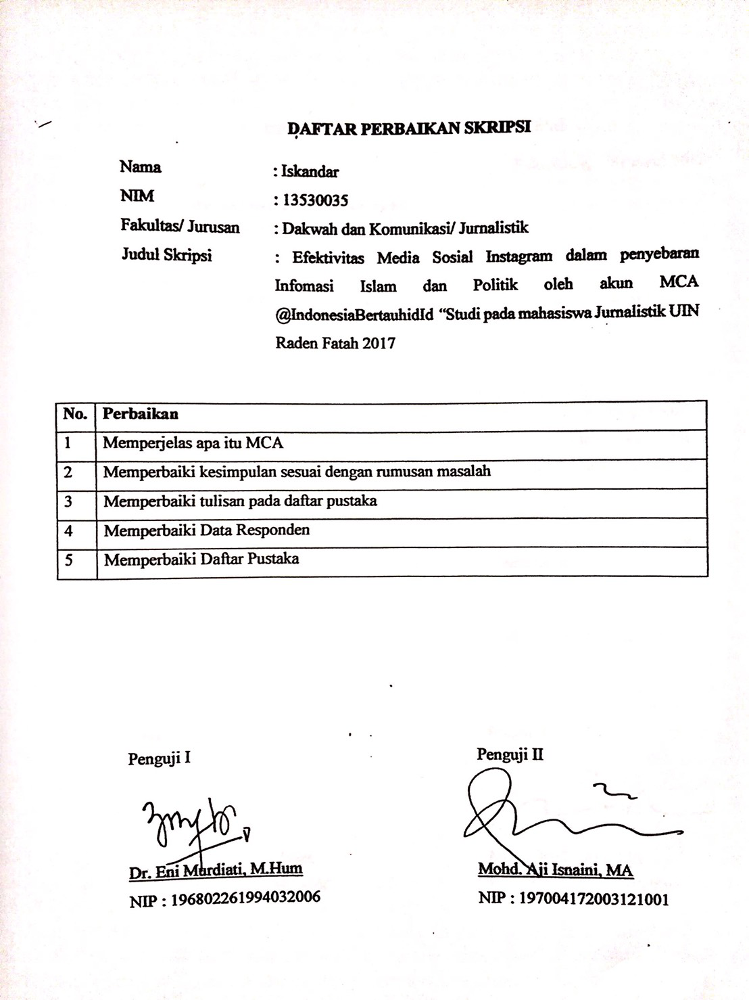 DAFTAR PERBAIKAN SKRIPSI
Nama : Iskandar
NIM : 13530035
Fakultas/ Jurusan : Dakwah dan Komunikasi/ Jurnalistik
Judul Skripsi : Efektivitas Media Sosial Instagram dalam penyebaran
Infomasi Islam dan Politik oleh akun MCA
@IndonesiaBertauhidId “Studi pada mahasiswa Jurnalistik UIN
Raden Fatah 2017
No. Perbaikan
1 Memperjelas apa itu MCA
2 Memperbaiki kesimpulan sesuai dengan rumusan masalah
3 Memperbaiki tulisan pada daftar pustaka
4 Memperbaiki Data Responden
5 Memperbaiki Daftar Pustaka
Penguji I Penguji II
Dr. Eni Murdiati, M.Hum Mohd. Aji Isnaini, MA
NIP : 196802261994032006 NIP : 197004172003121001